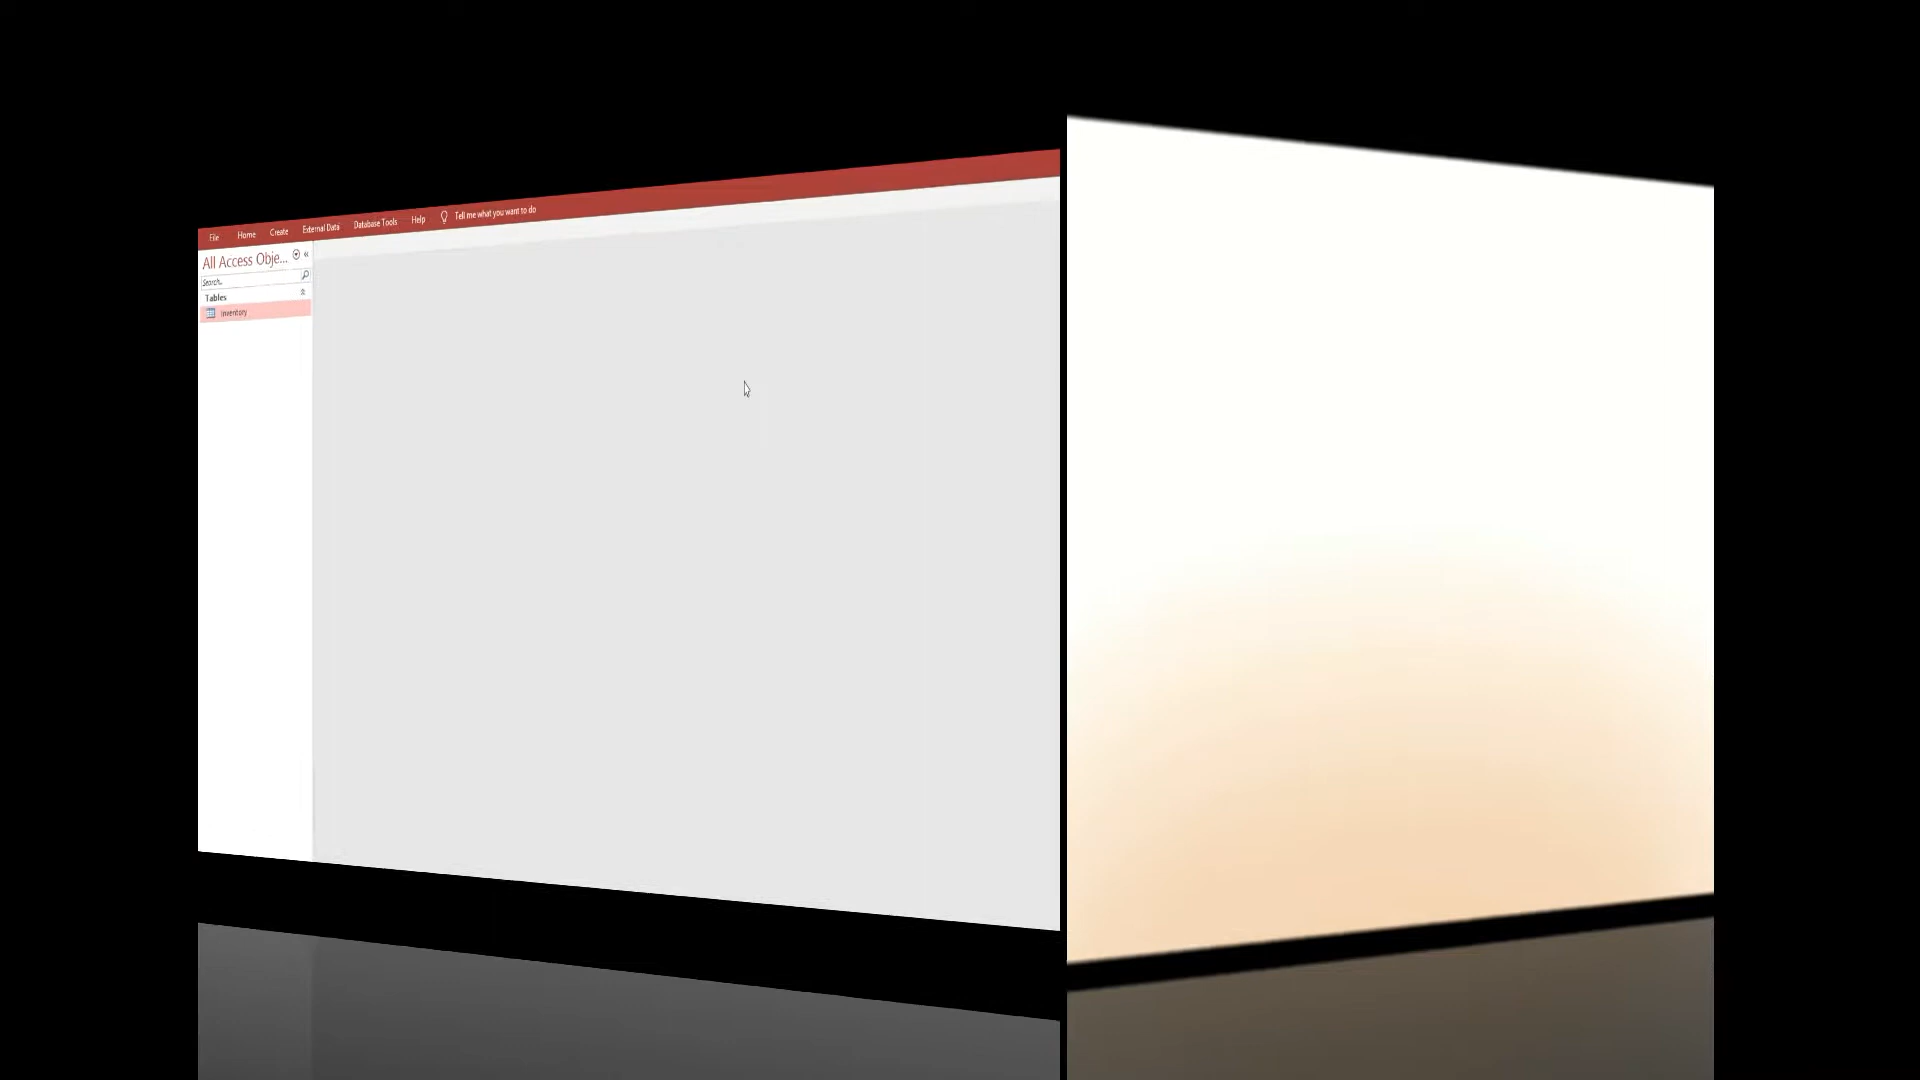 File Home Create External Data Database Tools Help Tell me what you want to do
All Access Obje...
Search...
Tables
Inventory